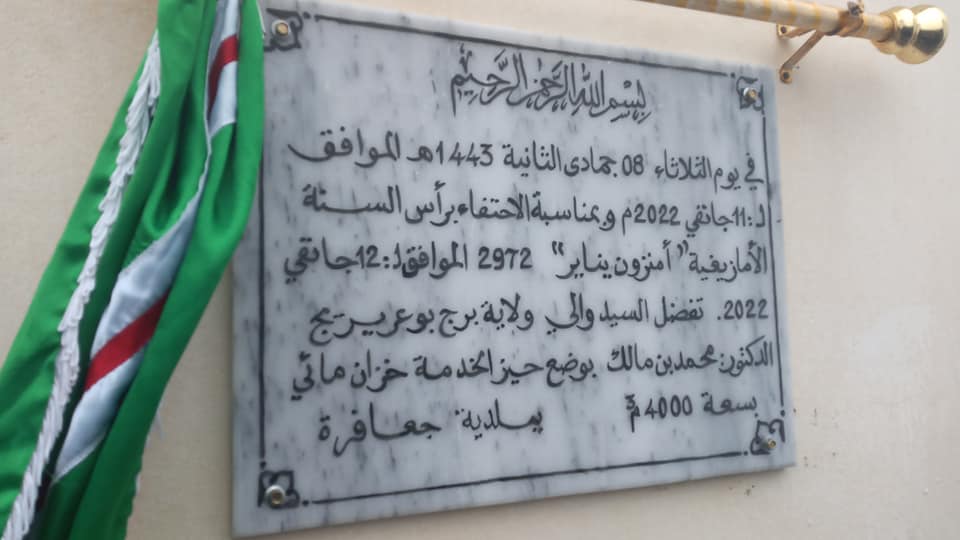 بسم الله الرحمن الرحيم
في يوم الثلاثاء 08 جمادى الثانية 1443هـ الموافق
لـ:11جانفي 2022م وبمناسبة الاحتفاء برأس السنة
الأمازيغية "أمنزون يناير" 2972 الموافق لـ:12جانفي
2022. تفضل السيد والي ولاية برج بوعريريج
الدكتور: محمد بن مالك بوضع حيز الخدمة خزان مائي
بسعة 4000م3 ببلدية جعافرة